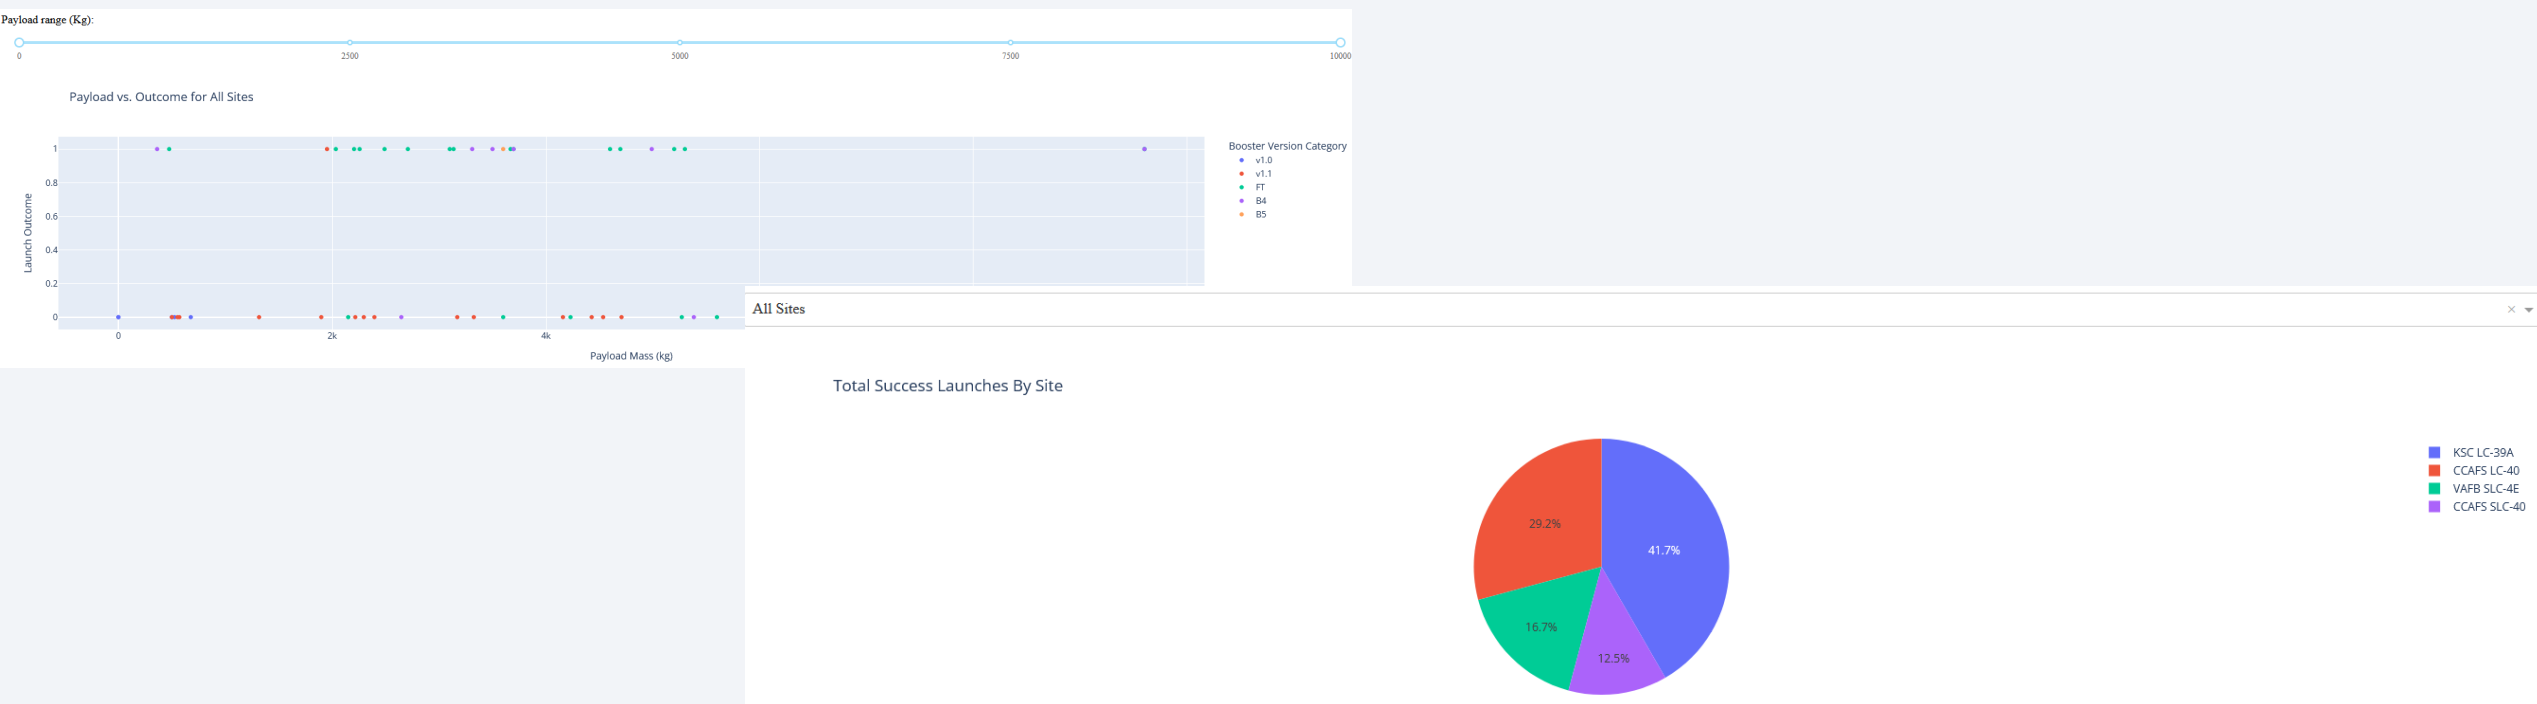 Payload range (Kg):
0 2500 5000 7500 10000
Payload vs. Outcome for All Sites
Booster Version Category
v1.0
v1.1
FT
B4
B5
Launch Outcome
1
0.8
0.6
0.4
0.2
0
0 2k 4k
Payload Mass (kg)
All Sites
Total Success Launches By Site
KSC LC-39A
CCAFS LC-40
VAFB SLC-4E
CCAFS SLC-40
29.2%
41.7%
16.7%
12.5%